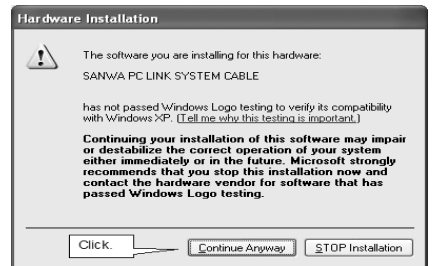 Hardware Installation
The software you are installing for this hardware:
SANWA PC LINK SYSTEM CABLE
has not passed Windows Logo testing to verify its compatibility
with Windows XP. (Tell me why this testing is important.)
Continuing your installation of this software may impair
or destabilize the correct operation of your system
either immediately or in the future. Microsoft strongly
recommends that you stop this installation now and
contact the hardware vendor for software that has
passed Windows Logo testing.
Click.
Continue Anyway
STOP Installation